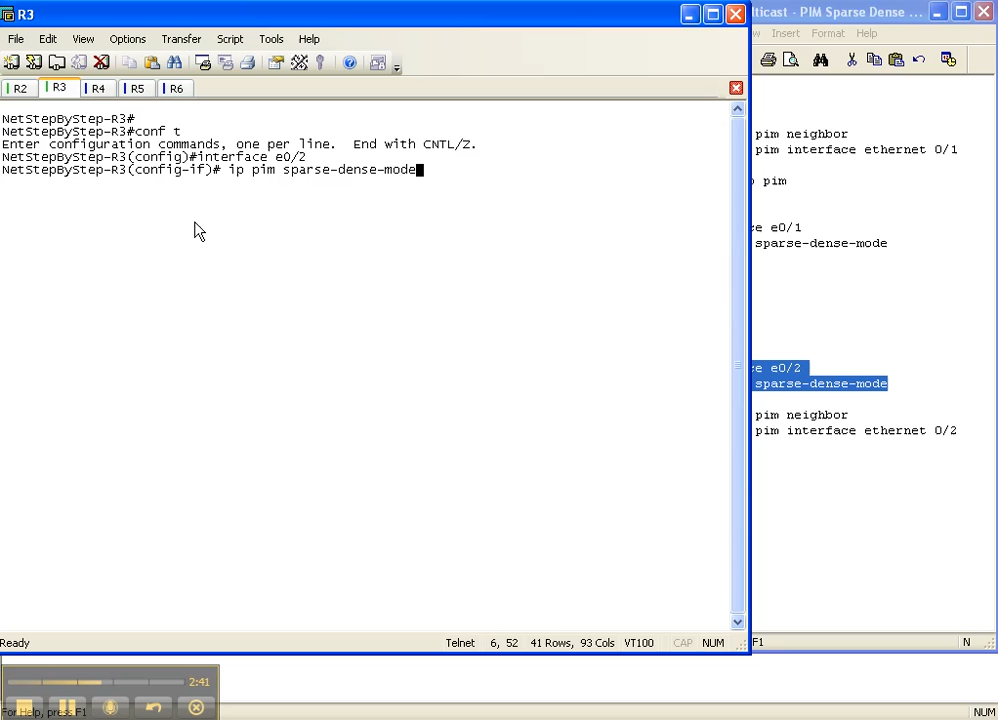 R3
File Edit View Options Transfer Script Help
R2 R3 R4 R5 R6
NetStepByStep-R3#
NetStepByStep-R3#conf t
Enter configuration commands, one per line.  End with CNTL/Z.
NetStepByStep-R3(config)#interface e0/2
NetStepByStep-R3(config-if)# ip pim sparse-dense-mode
Ready
Telnet 6, 52 41 Rows, 93 Cols VT100 CAP NUM
lticast - PIM Sparse Dense ...
w Insert Format Help
pim neighbor
pim interface ethernet 0/1
pim
e0/1
sparse-dense-mode
e0/2
sparse-dense-mode
pim neighbor
pim interface ethernet 0/2
F1 N
2:41
For Help, press F1
NUM